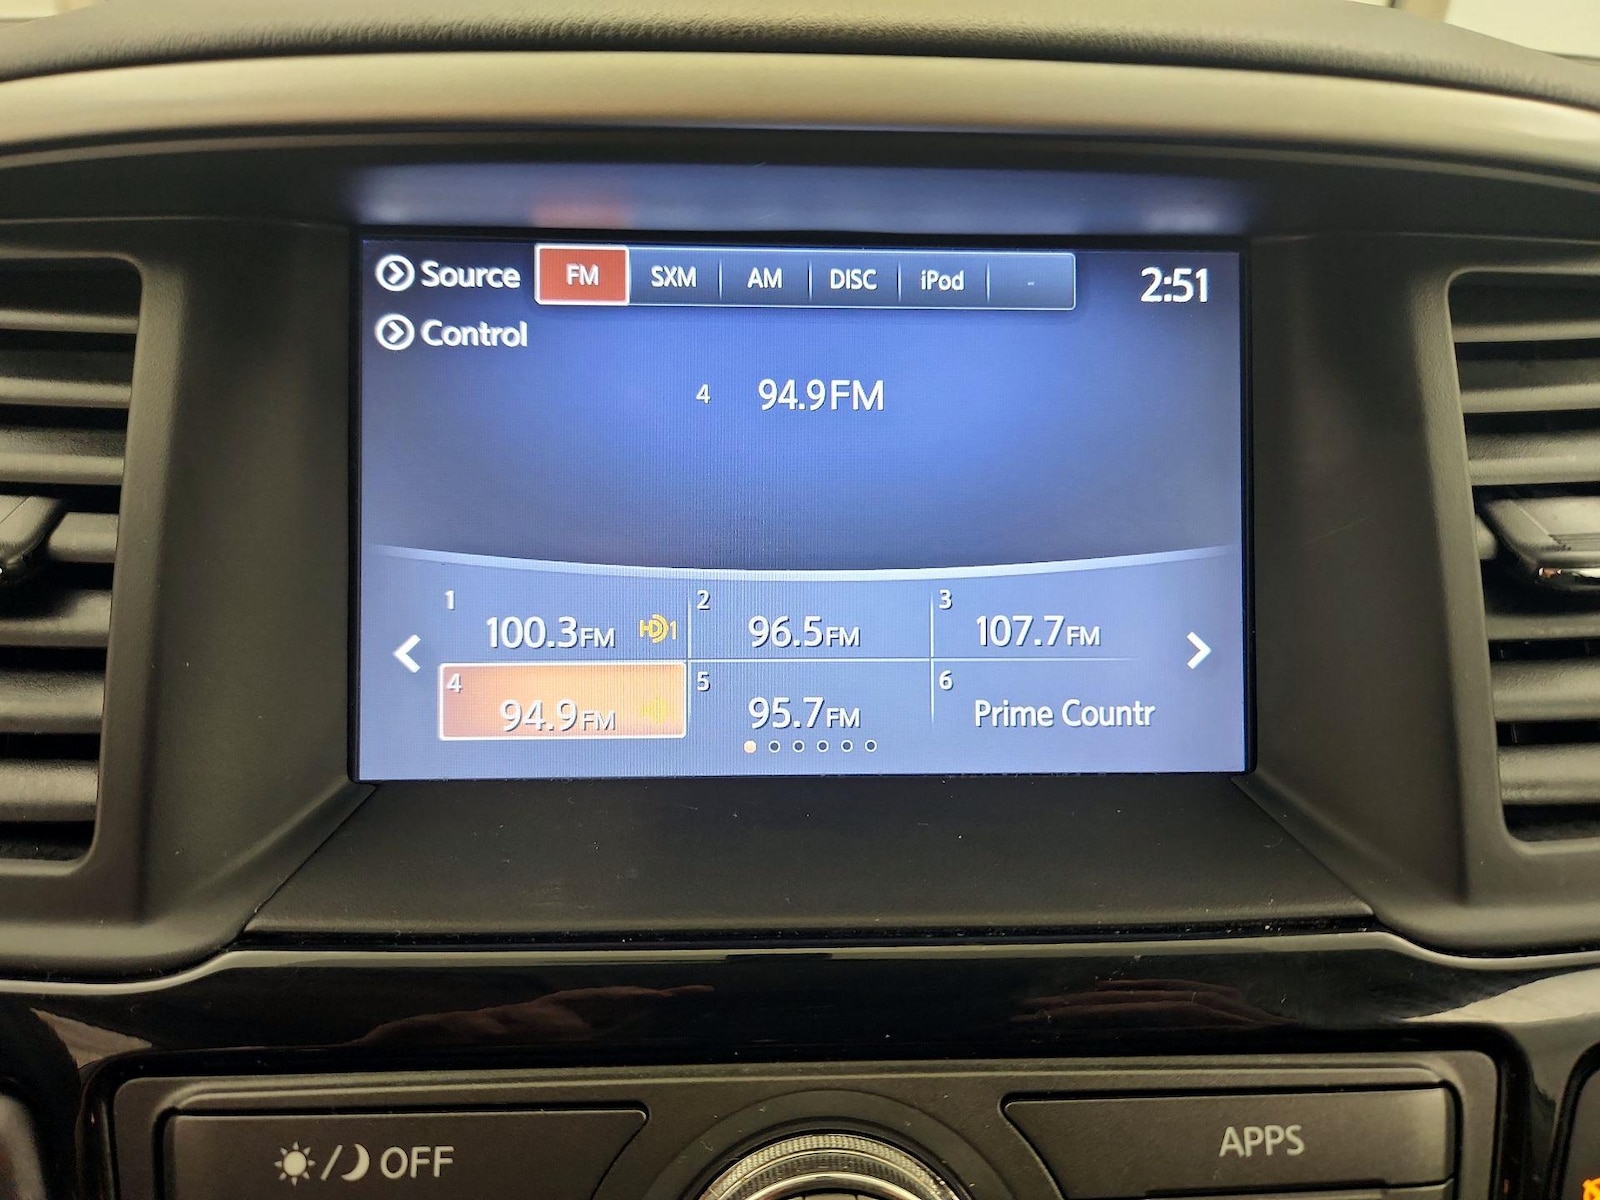 Source FM SXM AM DISC iPod - 2:51
Control
4 94.9FM
1 100.3FM HD1 2 96.5FM 3 107.7FM
4 94.9FM 5 95.7FM 6 Prime Countr
OFF APPS